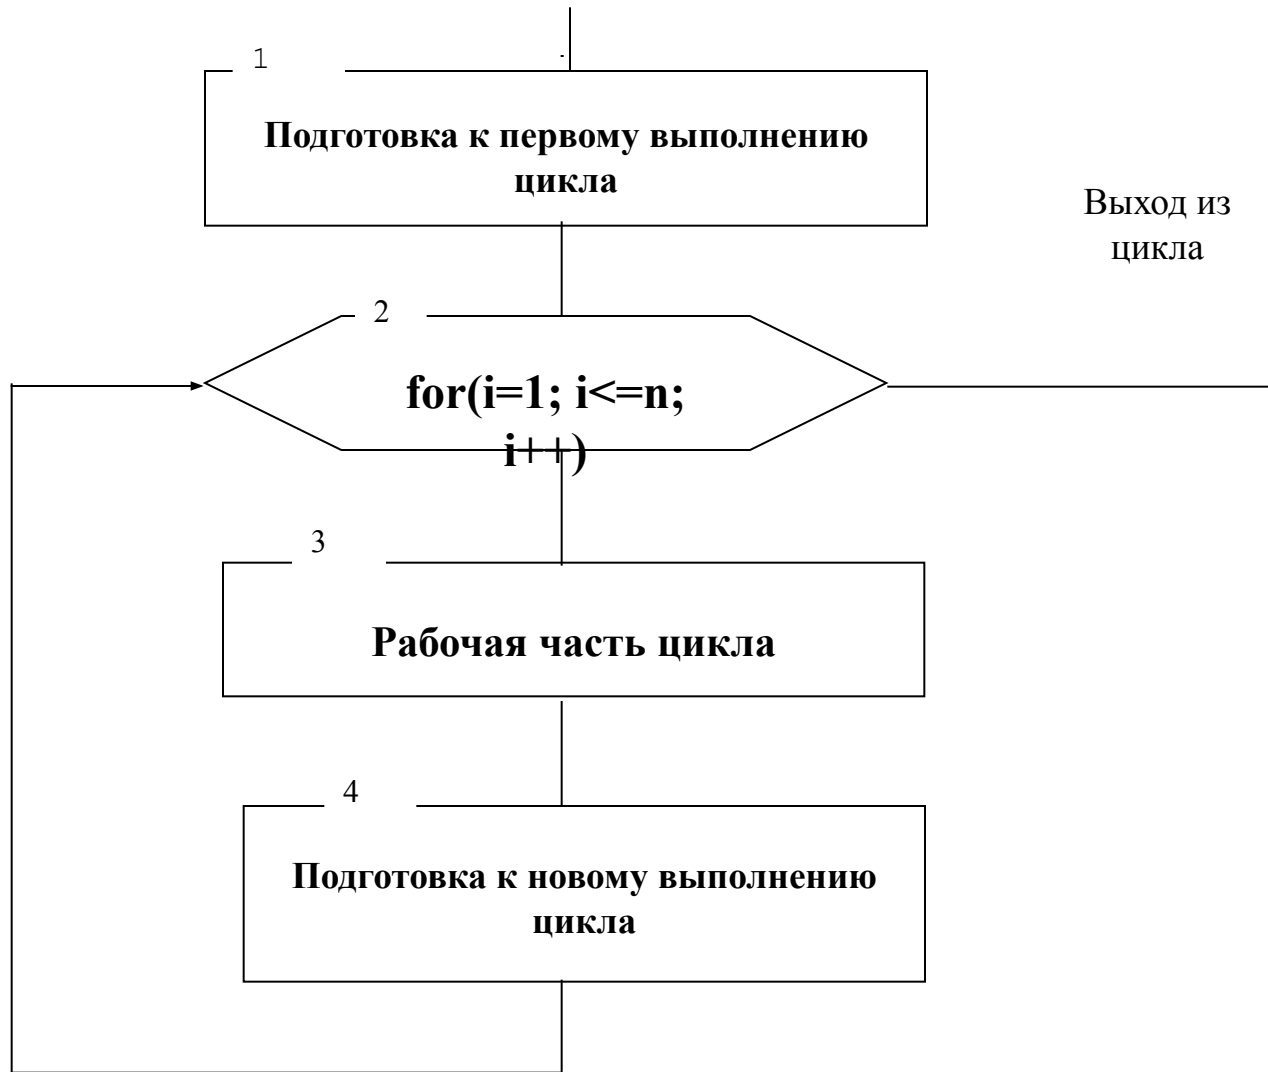 1
Подготовка к первому выполнению
цикла
Выход из
цикла
2
for(i=1; i<=n;
i++)
3
Рабочая часть цикла
4
Подготовка к новому выполнению
цикла